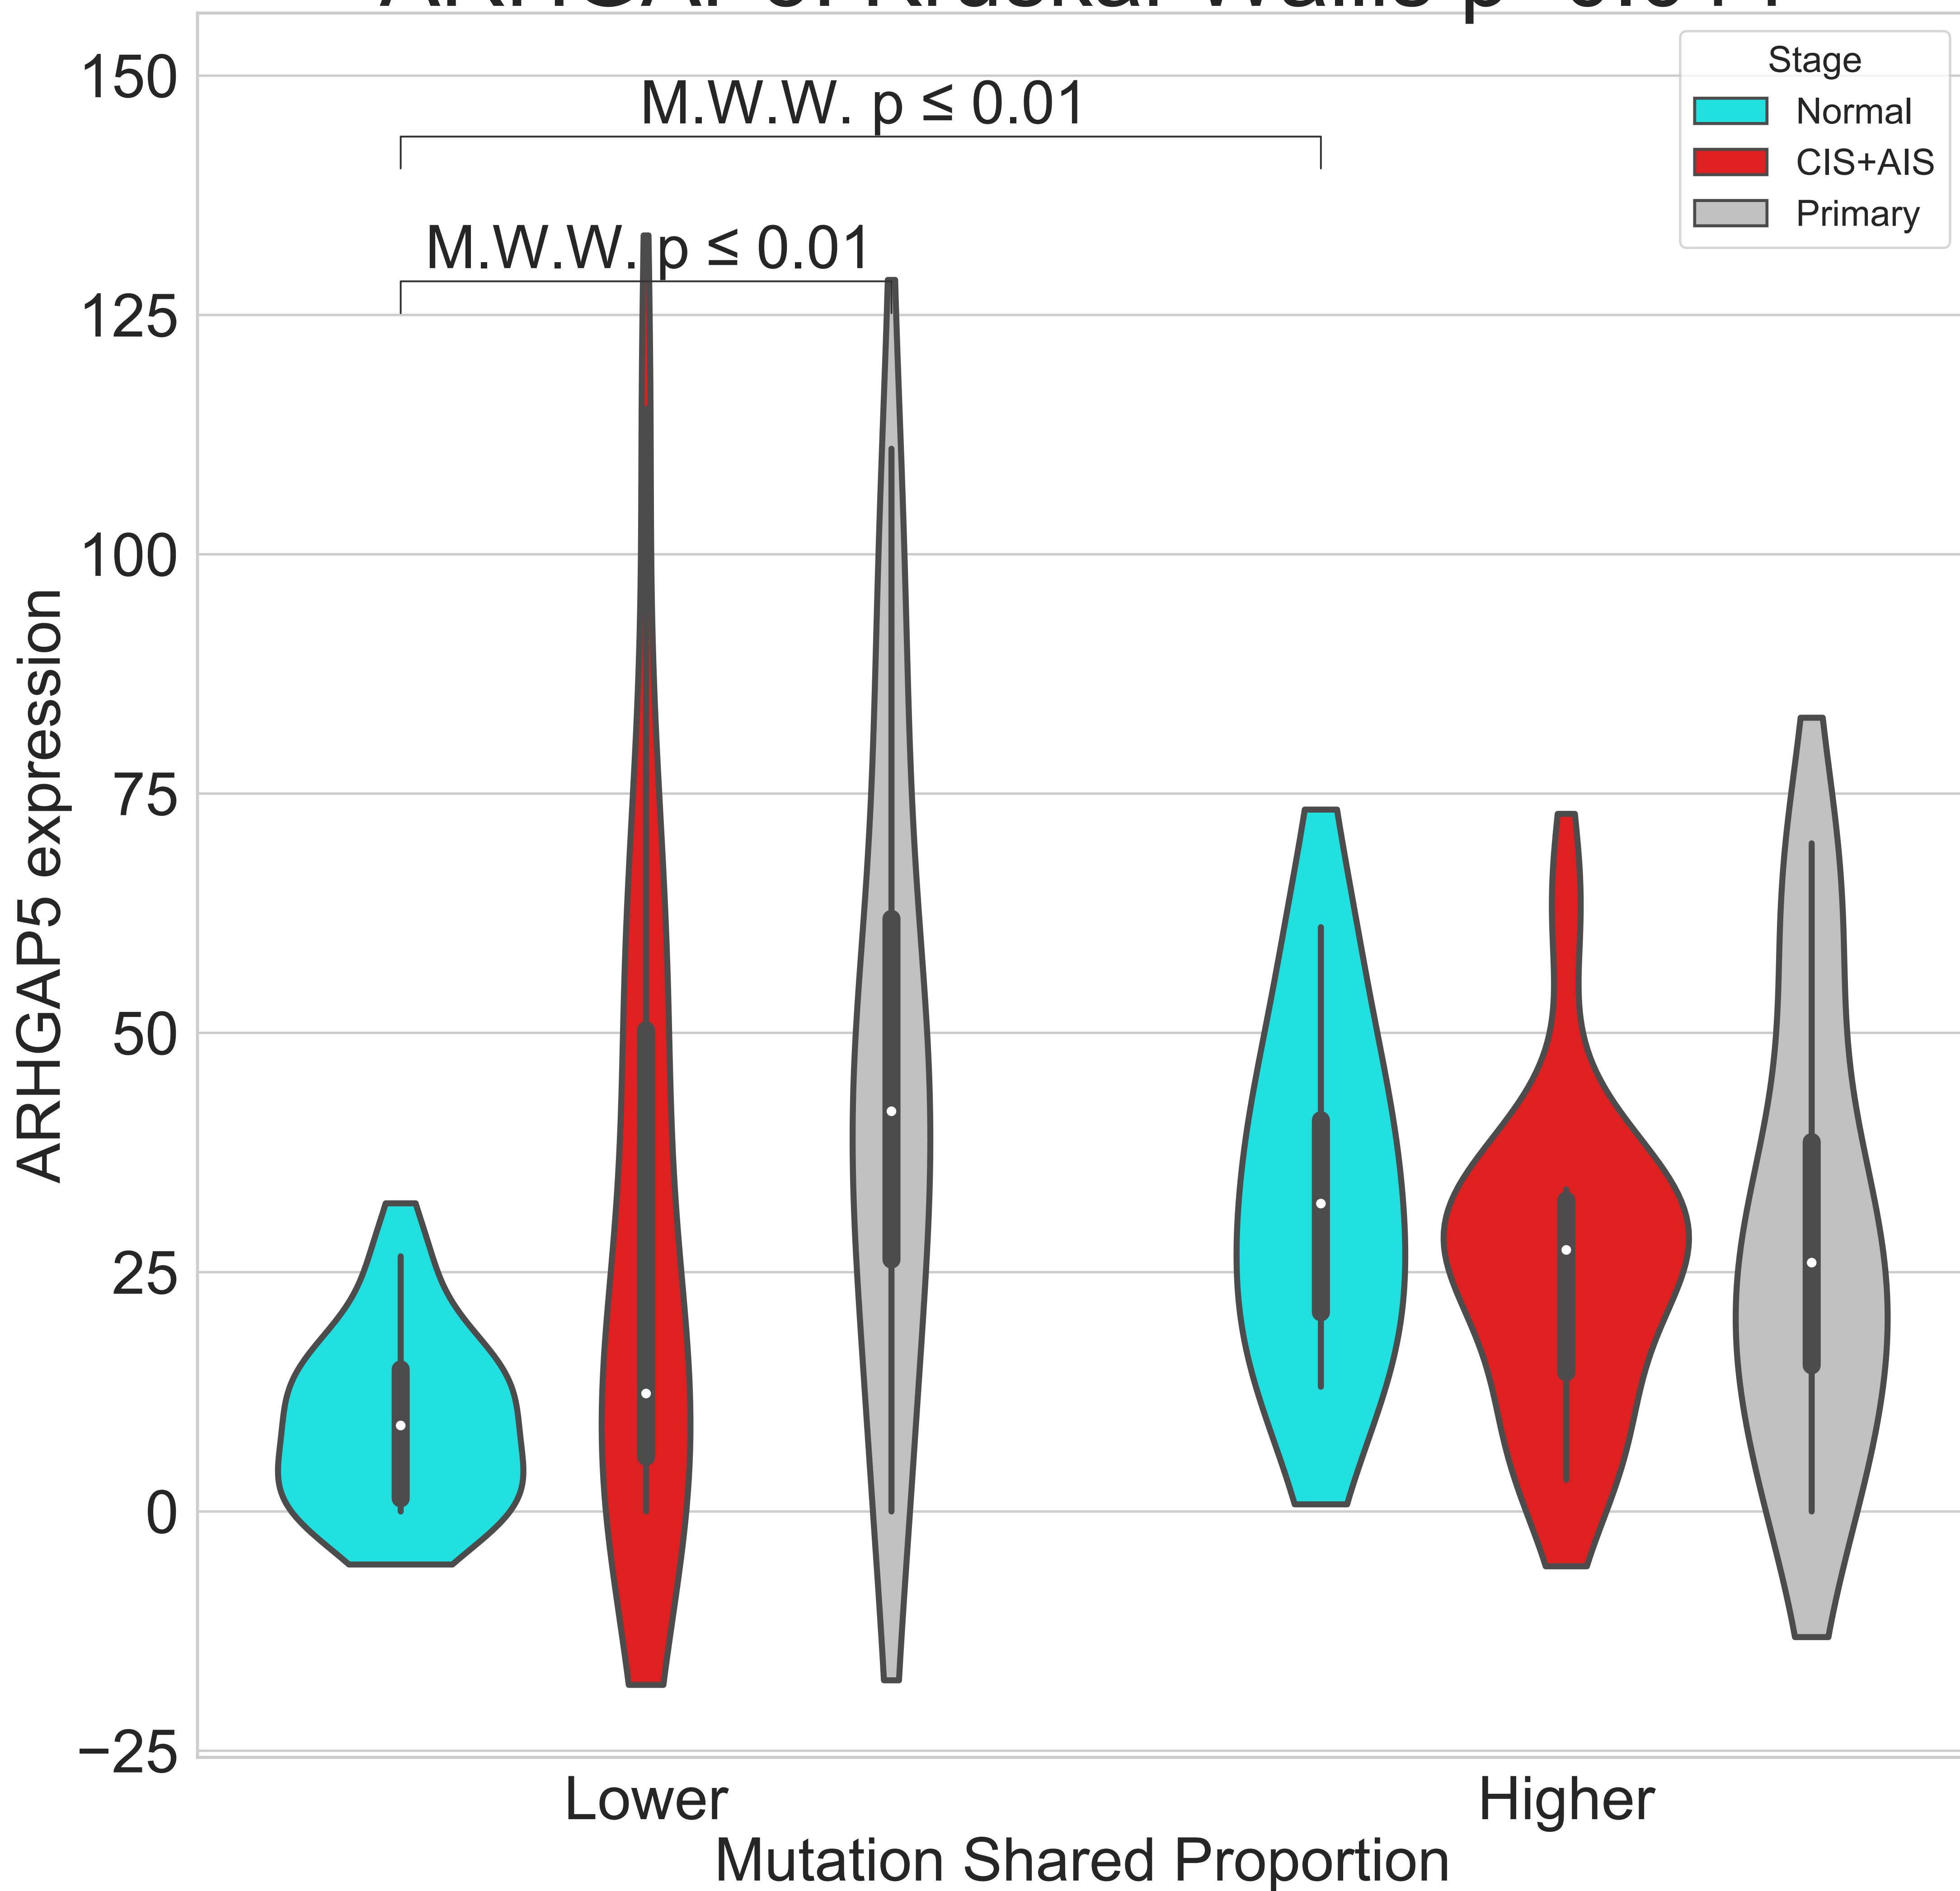 150
125
100
75
50
25
0
−25
ARHGAP5 expression
M.W.W. p ≤ 0.01
M.W.W. p ≤ 0.01
Stage
Normal
CIS+AIS
Primary
Lower
Higher
Mutation Shared Proportion